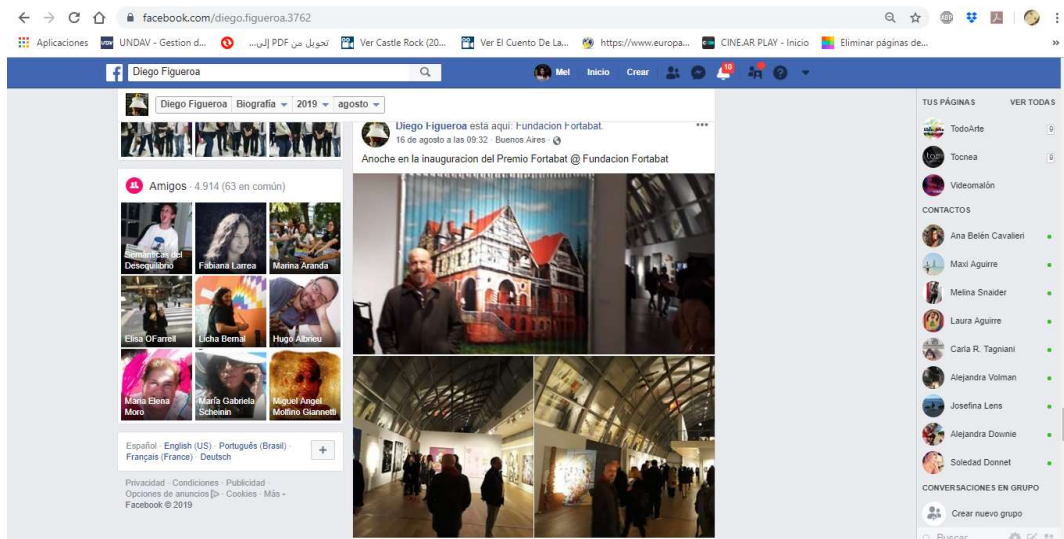 facebook.com/diego.figueroa.3762
Aplicaciones
UNDAV - Gestion d...
تحويل من PDF إلى...
Ver Castle Rock (20...
Ver El Cuento De La...
https://www.europa...
CINE.AR PLAY - Inicio
Eliminar páginas de...
»
Diego Figueroa
Mel
Inicio
Crear
10
Diego Figueroa
Biografía
2019
agosto
Amigos · 4.914 (63 en común)
Semánticas del Desequilibrio
Fabiana Larrea
Marina Aranda
Elisa OFarrell
Licha Bernal
Hugo Albrieu
Maria Elena Moro
María Gabriela Scheinin
Miguel Angel Molfino Giannetti
Español · English (US) · Português (Brasil) ·
Français (France) · Deutsch
Privacidad · Condiciones · Publicidad ·
Opciones de anuncios · Cookies · Más
Facebook © 2019
Diego Figueroa está aquí: Fundacion Fortabat.
16 de agosto a las 09:32 · Buenos Aires ·
Anoche en la inauguracion del Premio Fortabat @ Fundacion Fortabat
TUS PÁGINAS VER TODAS
TodoArte 9
Tocnea
Videomalón
CONTACTOS
Ana Belén Cavalieri
Maxi Aguirre
Melina Snaider
Laura Aguirre
Carla R. Tagniani
Alejandra Volman
Josefina Lens
Alejandra Downie
Soledad Donnet
CONVERSACIONES EN GRUPO
Crear nuevo grupo
Buscar